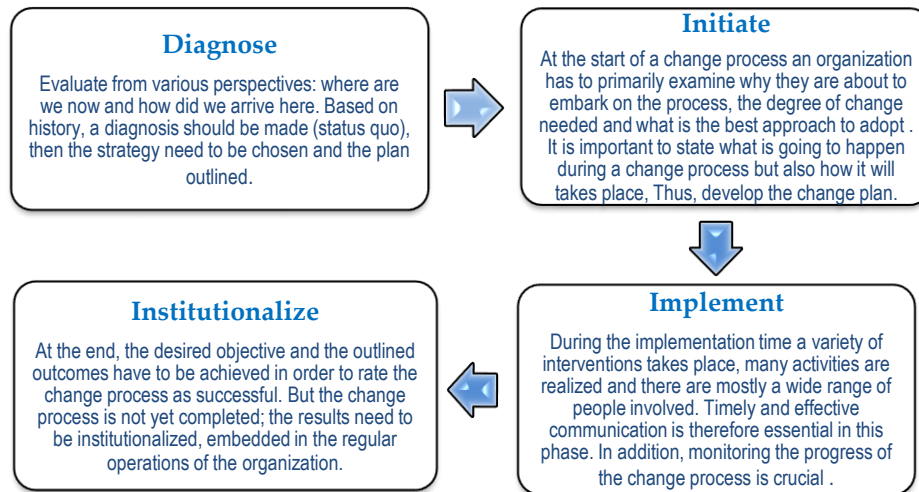 Diagnose
Evaluate from various perspectives: where are
we now and how did we arrive here. Based on
history, a diagnosis should be made (status quo),
then the strategy need to be chosen and the plan
outlined.
Initiate
At the start of a change process an organization
has to primarily examine why they are about to
embark on the process, the degree of change
needed and what is the best approach to adopt .
It is important to state what is going to happen
during a change process but also how it will
takes place, Thus, develop the change plan.
Implement
During the implementation time a variety of
interventions takes place, many activities are
realized and there are mostly a wide range of
people involved. Timely and effective
communication is therefore essential in this
phase. In addition, monitoring the progress of
the change process is crucial .
Institutionalize
At the end, the desired objective and the outlined
outcomes have to be achieved in order to rate the
change process as successful. But the change
process is not yet completed; the results need to
be institutionalized, embedded in the regular
operations of the organization.